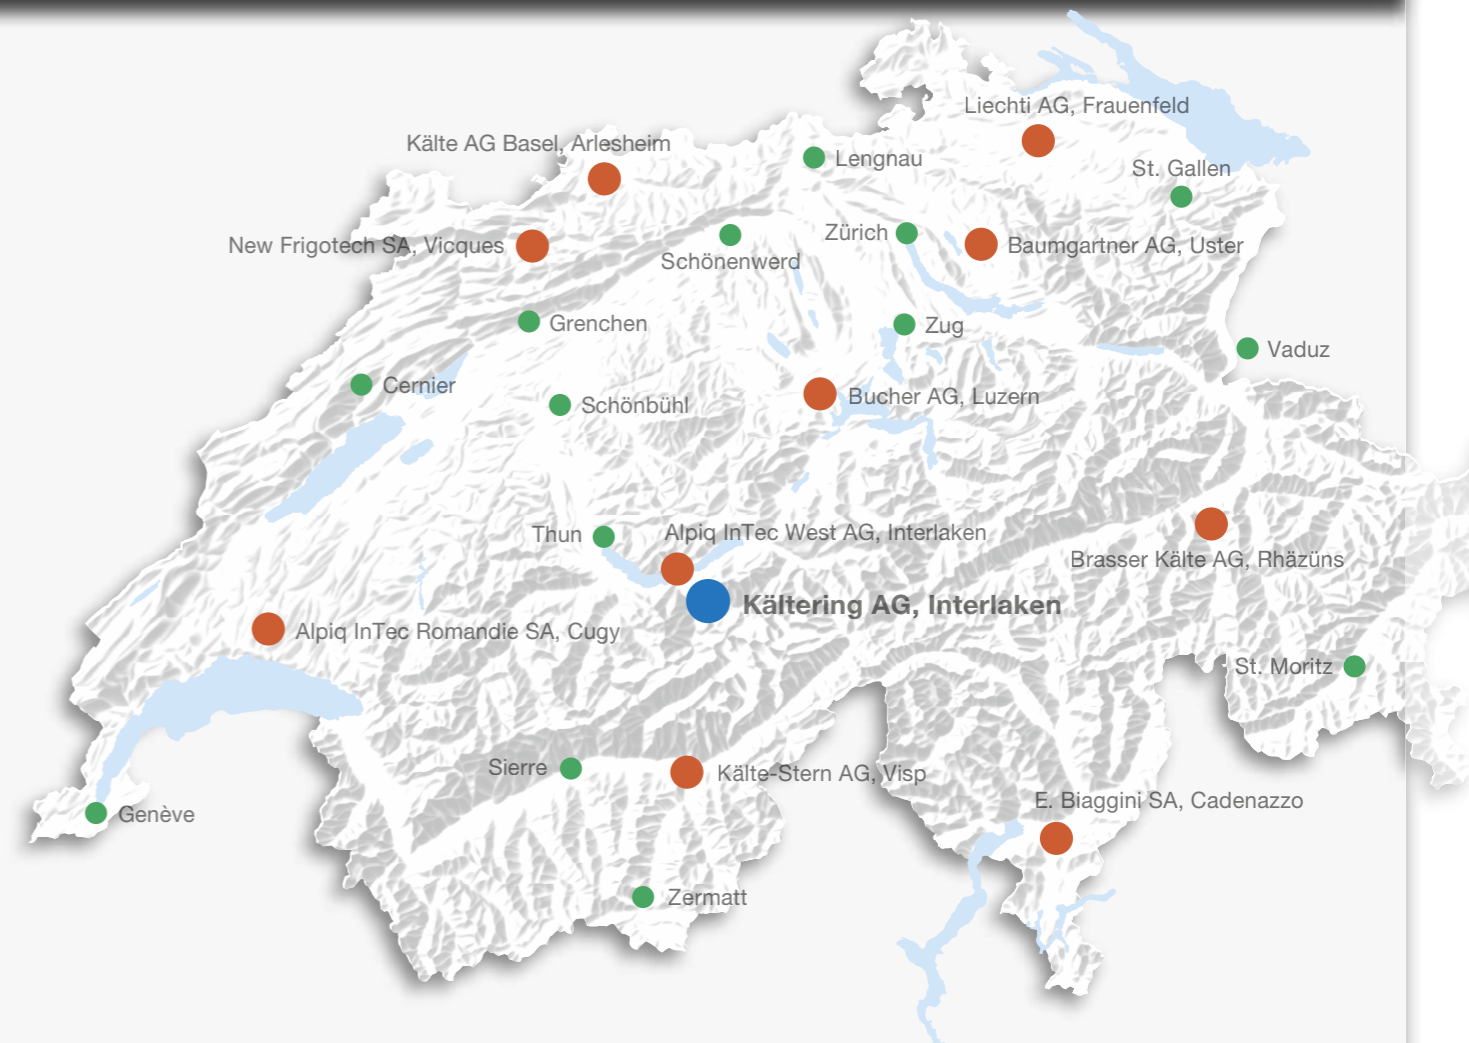 Liechti AG, Frauenfeld
Kälte AG Basel, Arlesheim
Lengnau
St. Gallen
Zürich
New Frigotech SA, Vicques
Baumgartner AG, Uster
Schönenwerd
Grenchen
Zug
Vaduz
Cernier
Bucher AG, Luzern
Schönbühl
Thun
Alpiq InTec West AG, Interlaken
Brasser Kälte AG, Rhäzüns
Kältering AG, Interlaken
Alpiq InTec Romandie SA, Cugy
St. Moritz
Sierre
Kälte-Stern AG, Visp
E. Biaggini SA, Cadenazzo
Genève
Zermatt